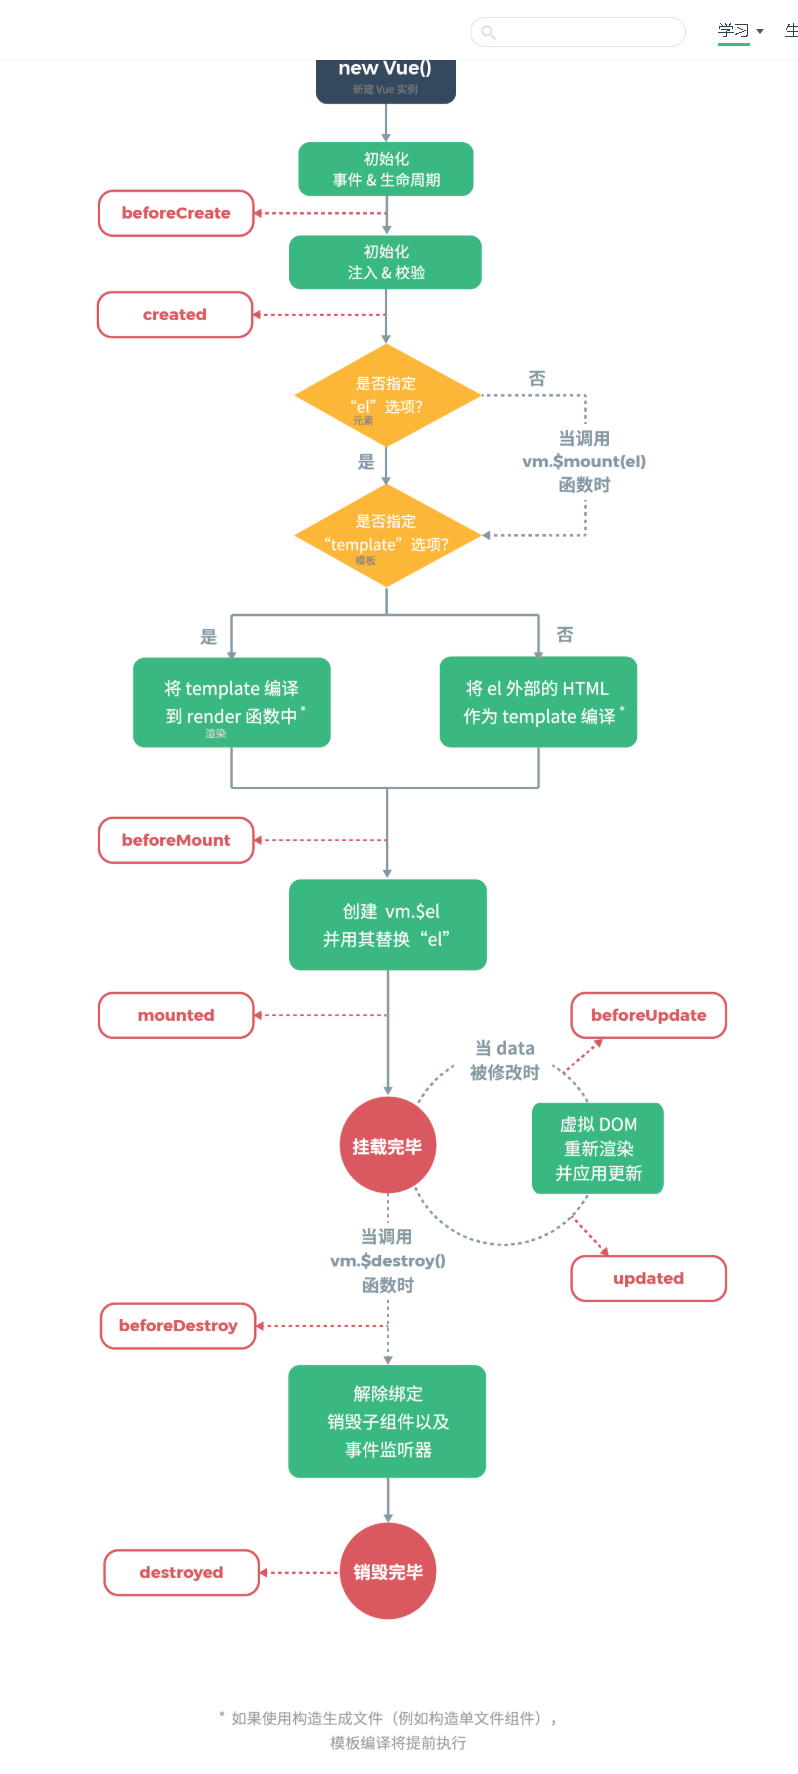 学习
生
new Vue()
新建 Vue 实例
初始化
事件 & 生命周期
beforeCreate
初始化
注入 & 校验
created
是否指定
“el”选项？
元素
否
当调用
vm.$mount(el)
函数时
是
是否指定
“template”选项？
模板
是
否
将 template 编译
到 render 函数中*
渲染
将 el 外部的 HTML
作为 template 编译*
beforeMount
创建 vm.$el
并用其替换“el”
mounted
beforeUpdate
当 data
被修改时
挂载完毕
虚拟 DOM
重新渲染
并应用更新
当调用
vm.$destroy()
函数时
updated
beforeDestroy
解除绑定
销毁子组件以及
事件监听器
销毁完毕
destroyed
* 如果使用构造生成文件（例如构造单文件组件），
模板编译将提前执行